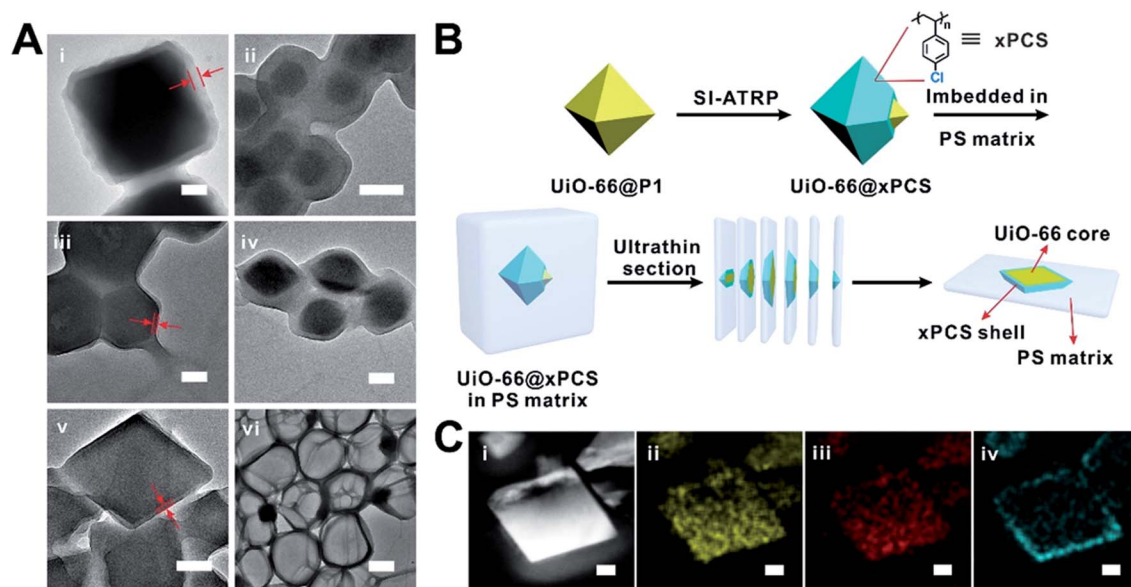 A
i
ii
iii
iv
v
vi
B
n
Cl
≡ xPCS
SI-ATRP
Imbedded in
PS matrix
UiO-66@P1
UiO-66@xPCS
Ultrathin
section
UiO-66 core
xPCS shell
PS matrix
UiO-66@xPCS
in PS matrix
C
i
ii
iii
iv